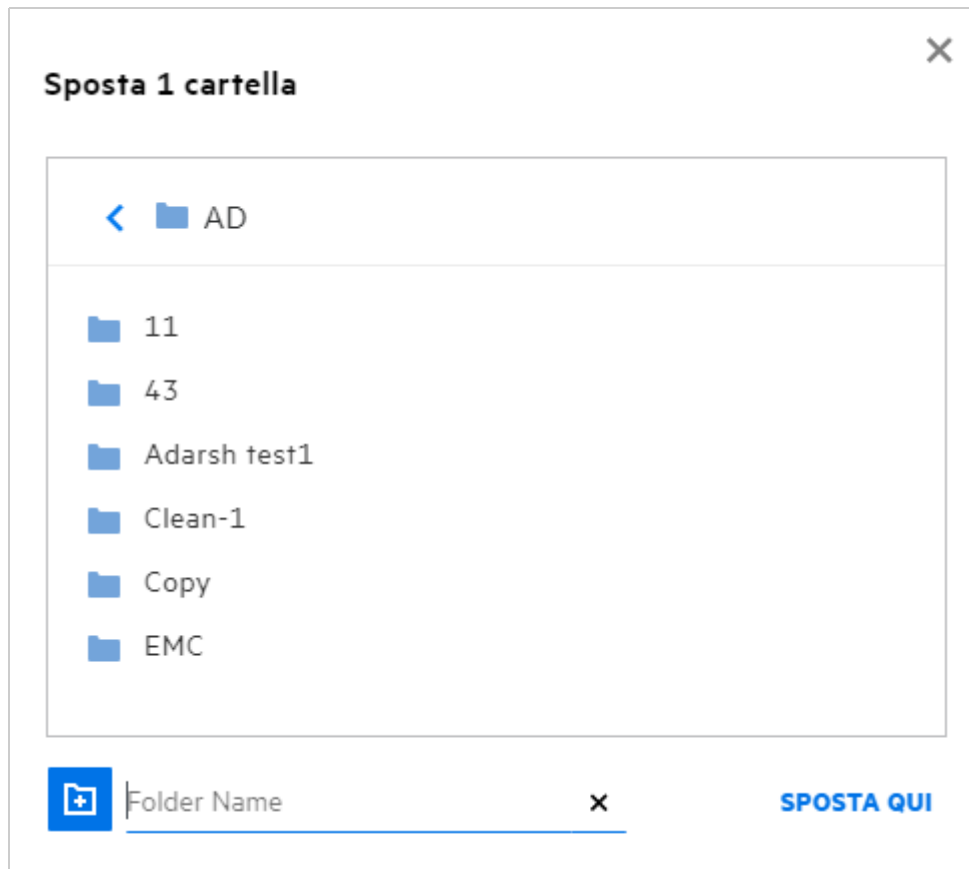 Sposta 1 cartella
AD
11
43
Adarsh test1
Clean-1
Copy
EMC
Folder Name
SPOSTA QUI